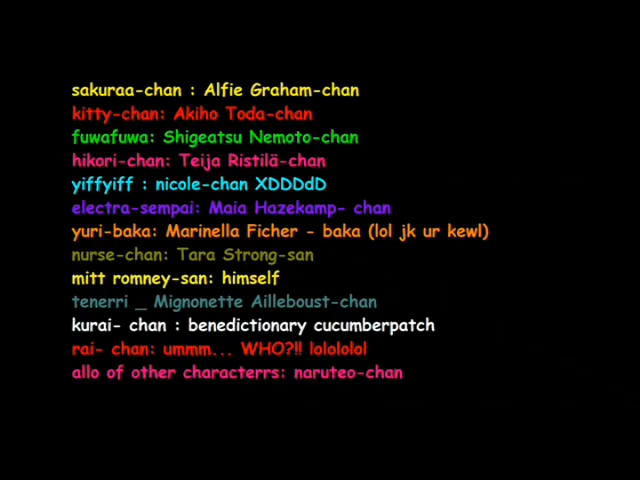 sakuraa-chan : Alfie Graham-chan
kitty-chan: Akiho Toda-chan
fuwafuwa: Shigeatsu Nemoto-chan
hikori-chan: Teija Ristilä-chan
yiffyiff : nicole-chan XDDDdD
electra-sempai: Maia Hazekamp- chan
yuri-baka: Marinella Ficher - baka (lol jk ur kewl)
nurse-chan: Tara Strong-san
mitt romney-san: himself
tenerri _ Mignonette Ailleboust-chan
kurai- chan : benedictionary cucumberpatch
rai- chan: ummm... WHO?!! lolololol
allo of other characterrs: naruteo-chan